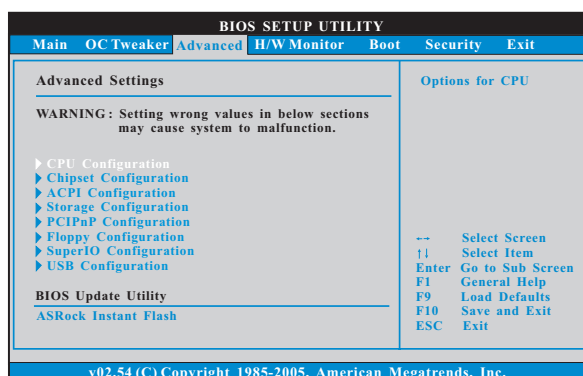 BIOS SETUP UTILITY
Main OC Tweaker Advanced H/W Monitor Boot Security Exit
Advanced Settings
WARNING : Setting wrong values in below sections
may cause system to malfunction.
CPU Configuration
Chipset Configuration
ACPI Configuration
Storage Configuration
PCIPnP Configuration
Floppy Configuration
SuperIO Configuration
USB Configuration
BIOS Update Utility
ASRock Instant Flash
Options for CPU
←→ Select Screen
↑↓ Select Item
Enter Go to Sub Screen
F1 General Help
F9 Load Defaults
F10 Save and Exit
ESC Exit
v02.54 (C) Copyright 1985-2005, American Megatrends, Inc.